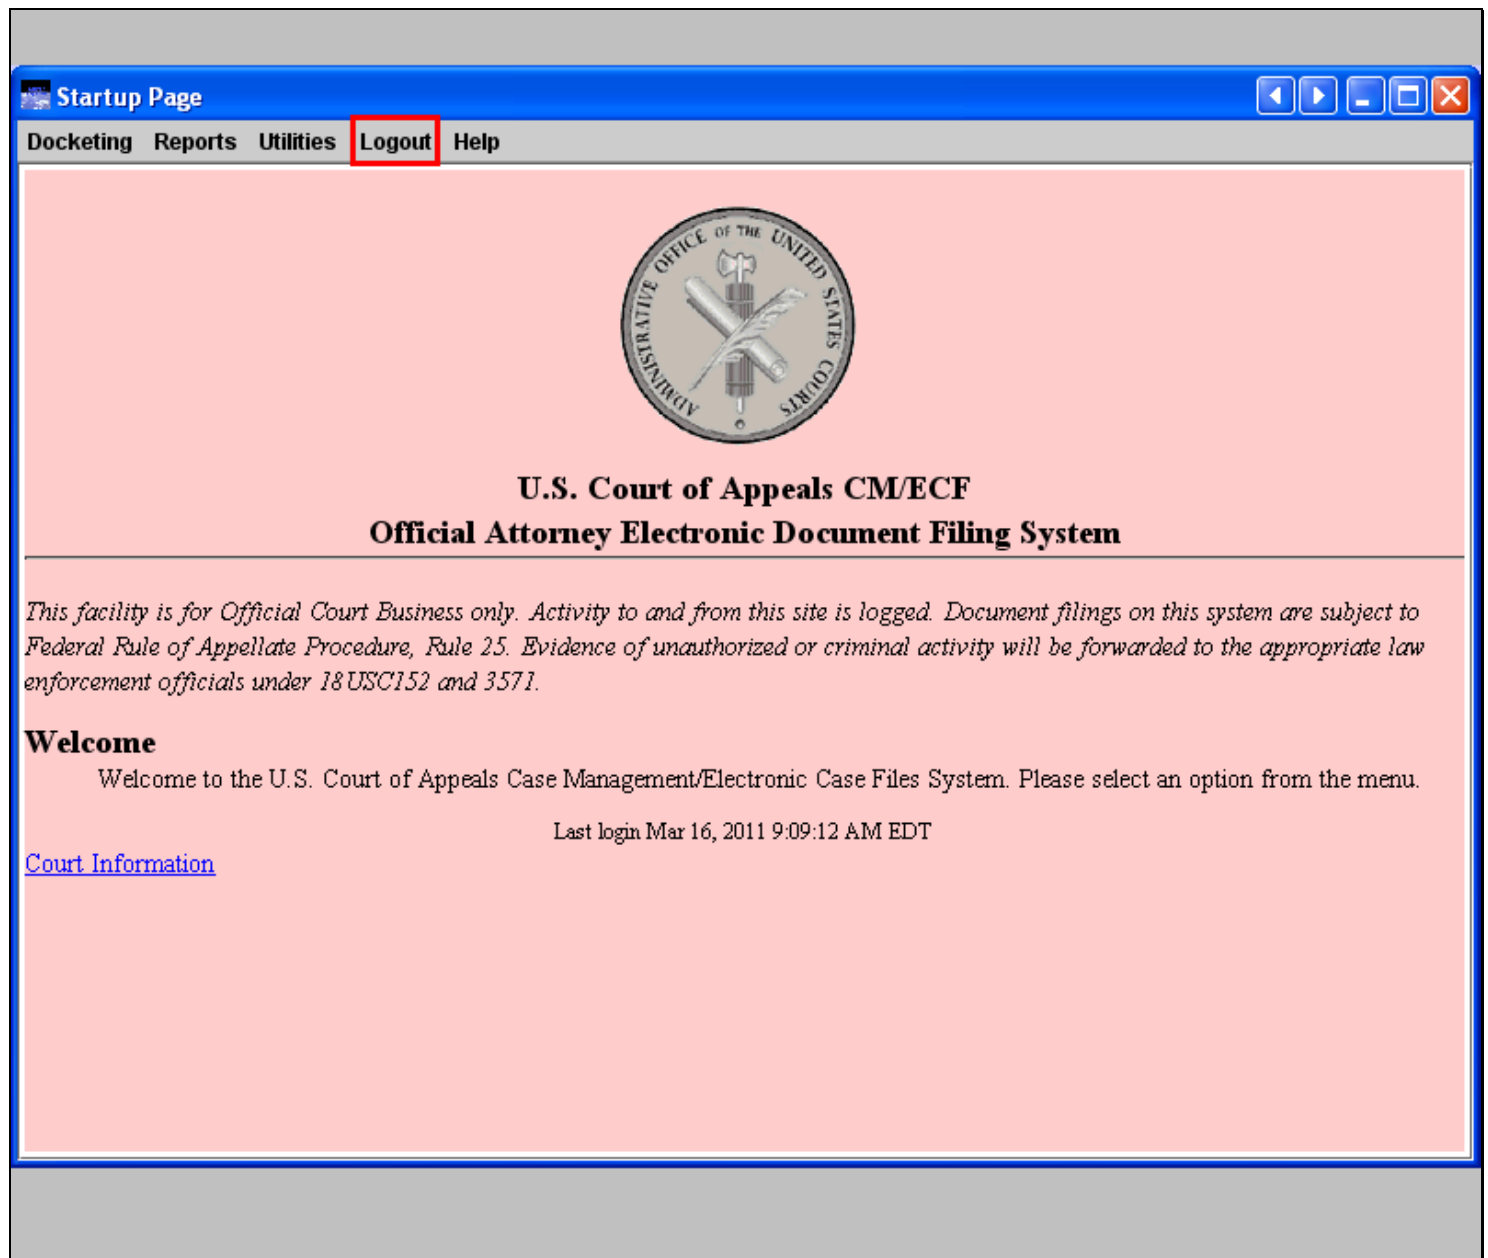 Startup Page
Docketing Reports Utilities Logout Help
ADMINISTRATIVE OFFICE OF THE UNITED STATES COURTS
U.S. Court of Appeals CM/ECF
Official Attorney Electronic Document Filing System
This facility is for Official Court Business only. Activity to and from this site is logged. Document filings on this system are subject to
Federal Rule of Appellate Procedure, Rule 25. Evidence of unauthorized or criminal activity will be forwarded to the appropriate law
enforcement officials under 18 USC152 and 3571.
Welcome
Welcome to the U.S. Court of Appeals Case Management/Electronic Case Files System. Please select an option from the menu.
Last login Mar 16, 2011 9:09:12 AM EDT
Court Information